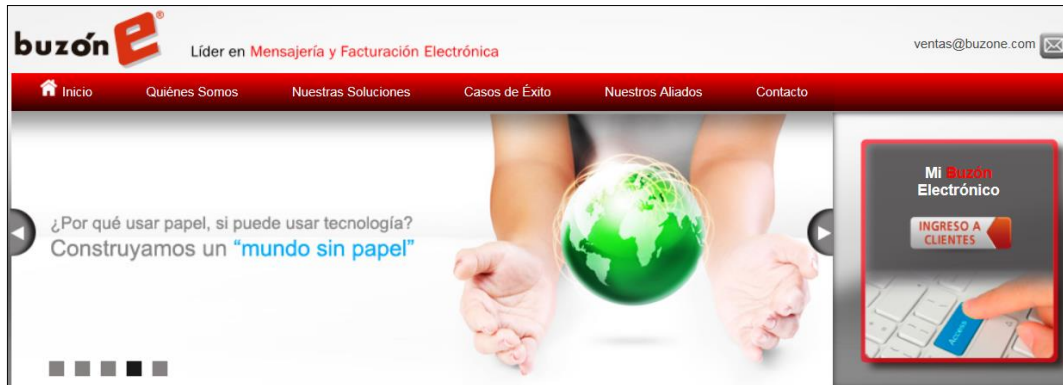 buzón e®
Líder en Mensajería y Facturación Electrónica
ventas@buzone.com
Inicio Quiénes Somos Nuestras Soluciones Casos de Éxito Nuestros Aliados Contacto
¿Por qué usar papel, si puede usar tecnología?
Construyamos un “mundo sin papel”
Mi Buzón
Electrónico
INGRESO A
CLIENTES
Access